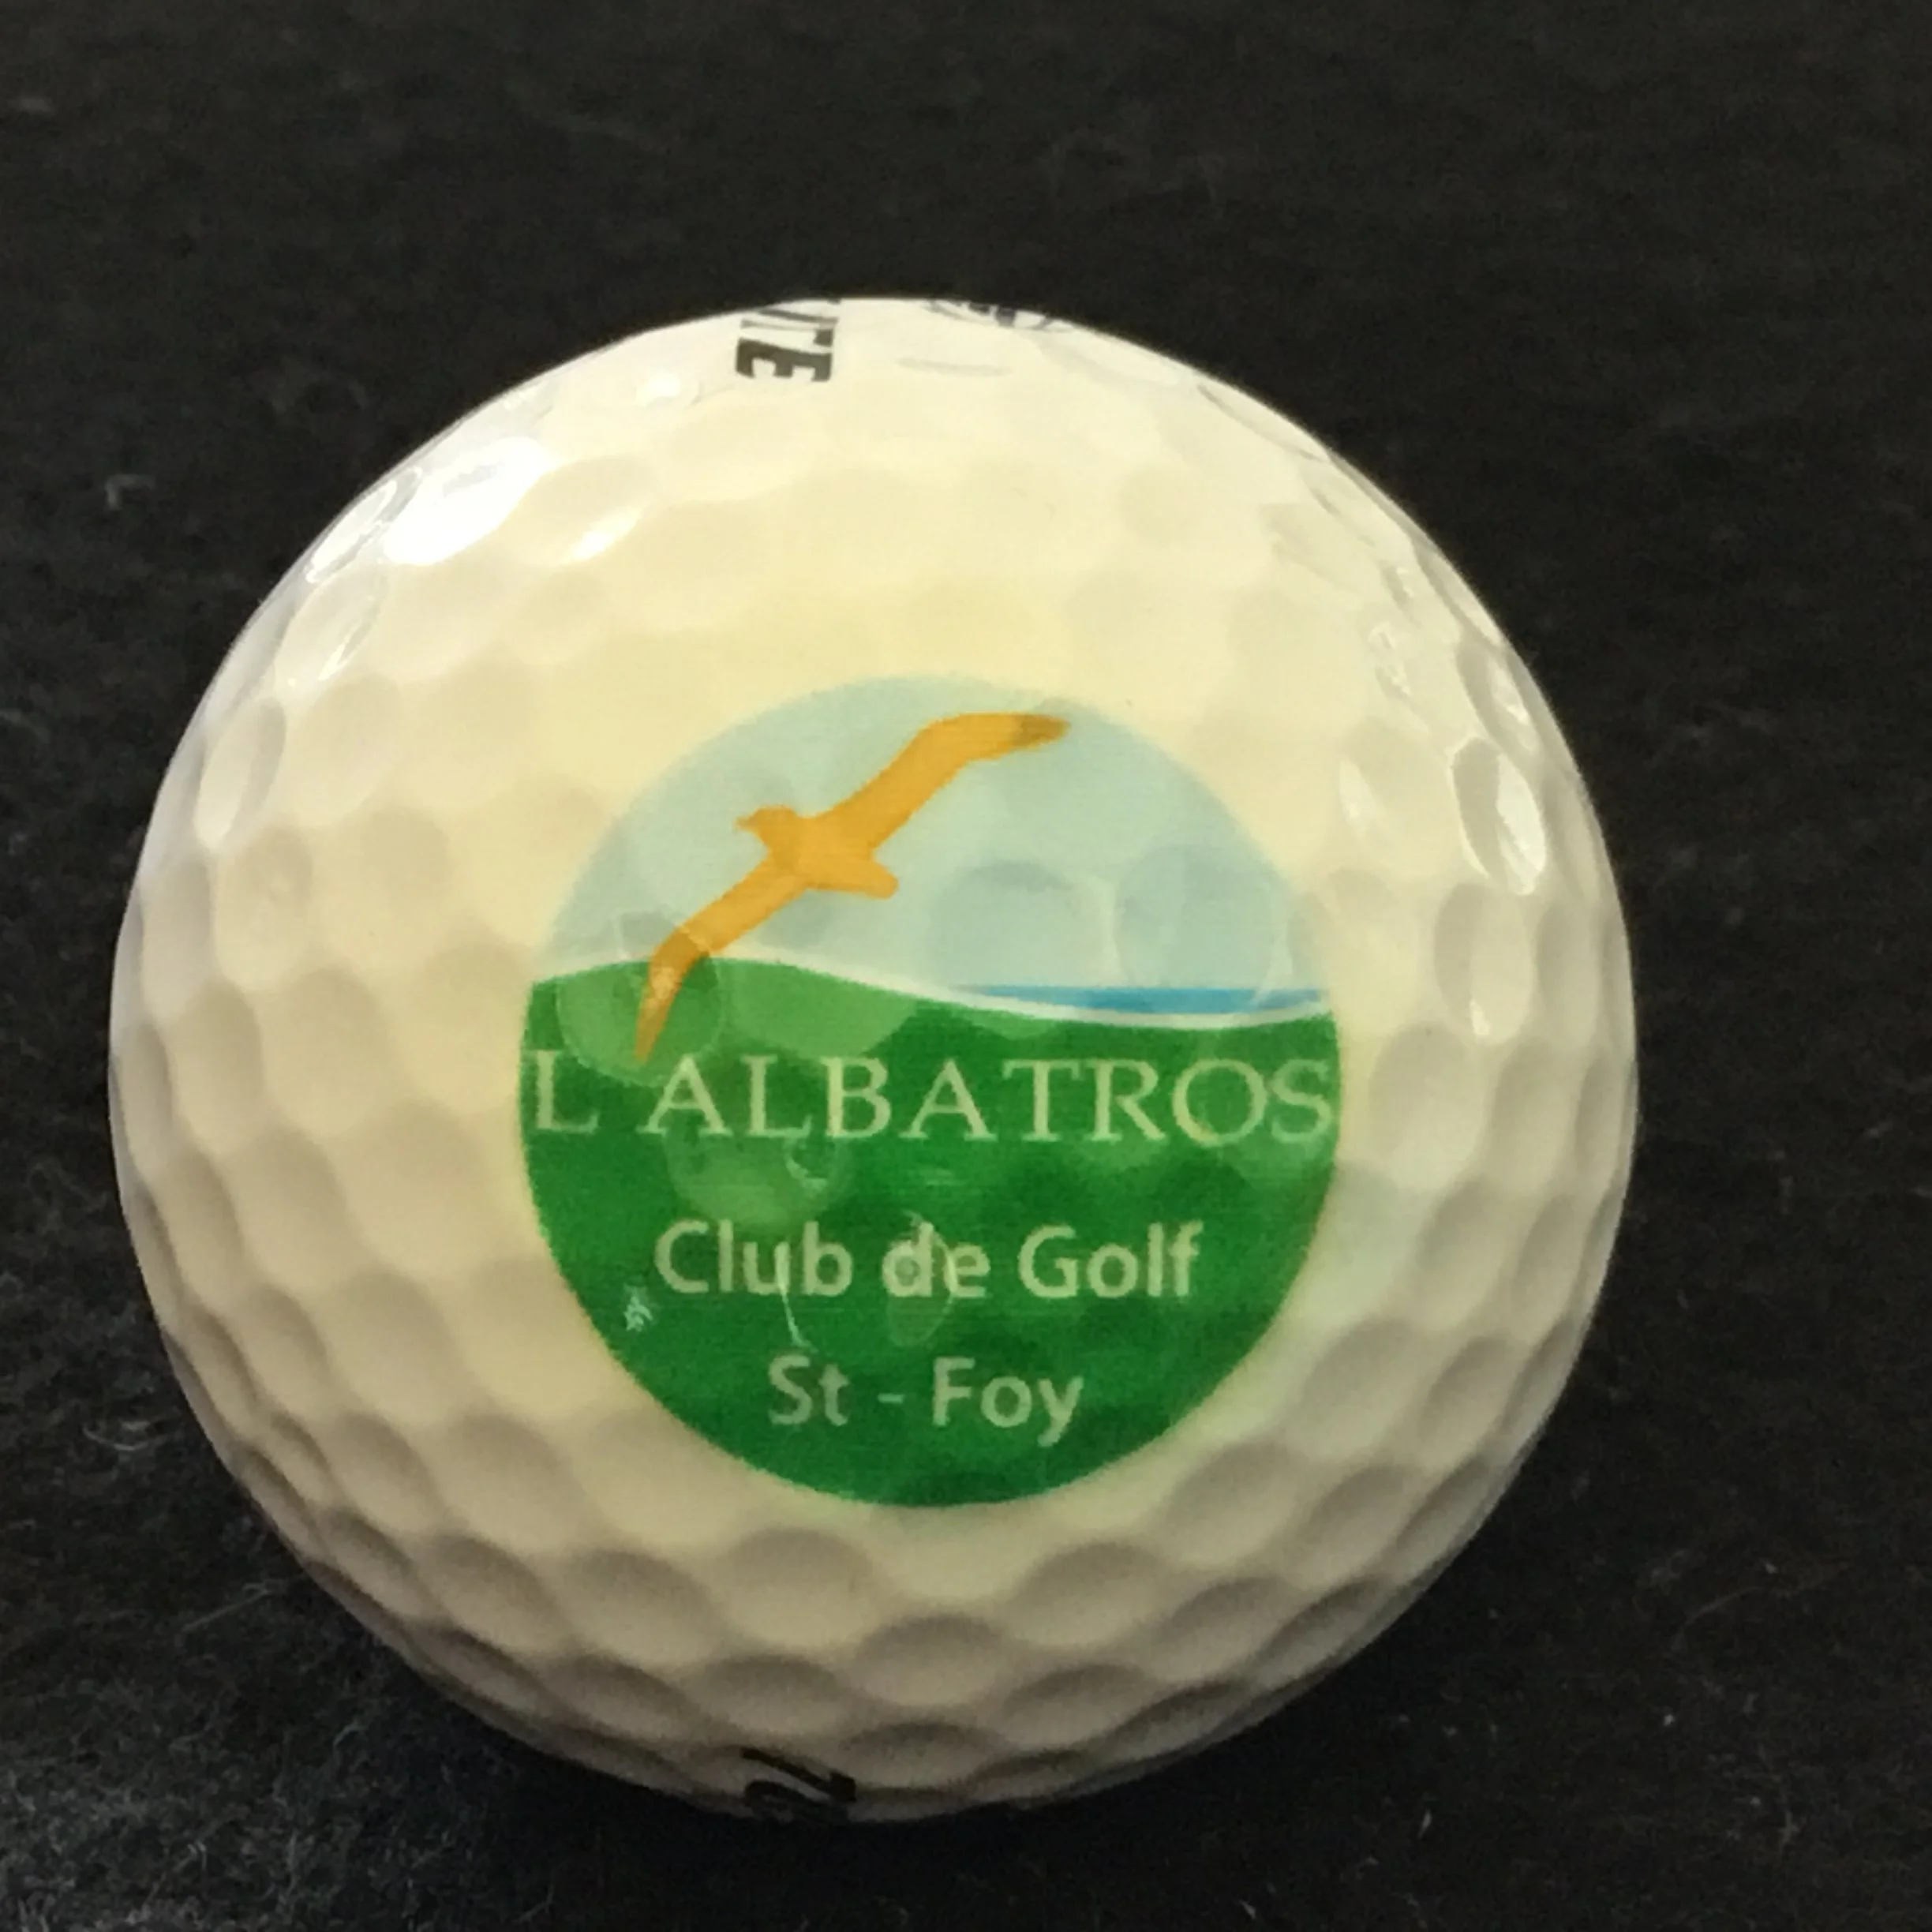 L ALBATROS
Club de Golf
St - Foy